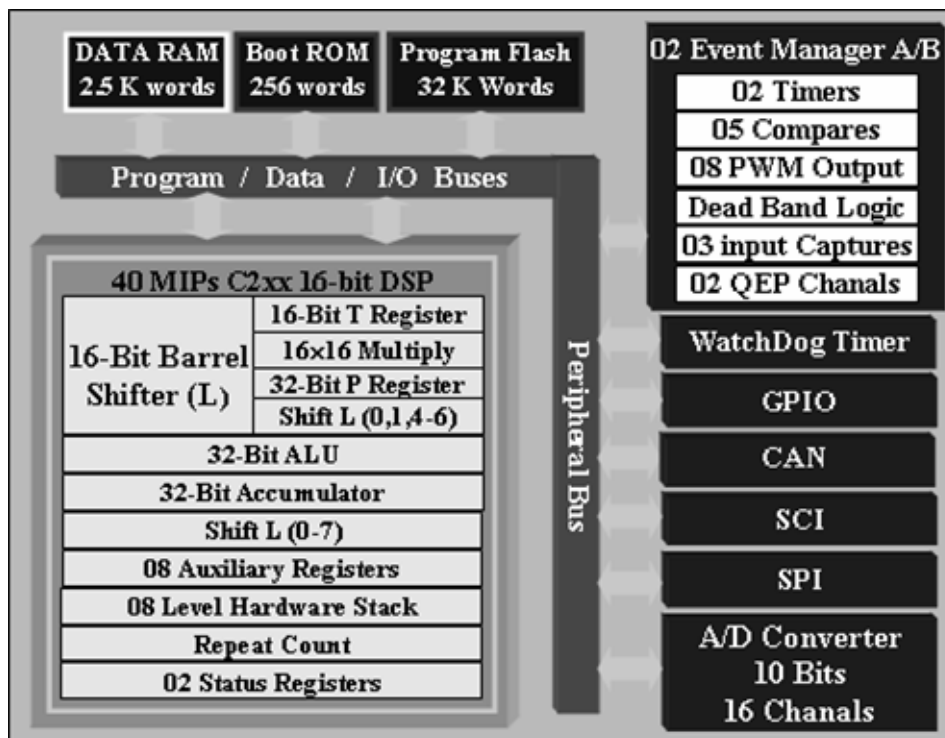 DATA RAM
2.5 K words
Boot ROM
256 words
Program Flash
32 K Words
Program / Data / I/O Buses
40 MIPs C2xx 16-bit DSP
16-Bit Barrel
Shifter (L)
16-Bit T Register
16×16 Multiply
32-Bit P Register
Shift L (0,1,4-6)
32-Bit ALU
32-Bit Accumulator
Shift L (0-7)
08 Auxiliary Registers
08 Level Hardware Stack
Repeat Count
02 Status Registers
Peripheral Bus
02 Event Manager A/B
02 Timers
05 Compares
08 PWM Output
Dead Band Logic
03 input Captures
02 QEP Chanals
WatchDog Timer
GPIO
CAN
SCI
SPI
A/D Converter
10 Bits
16 Chanals